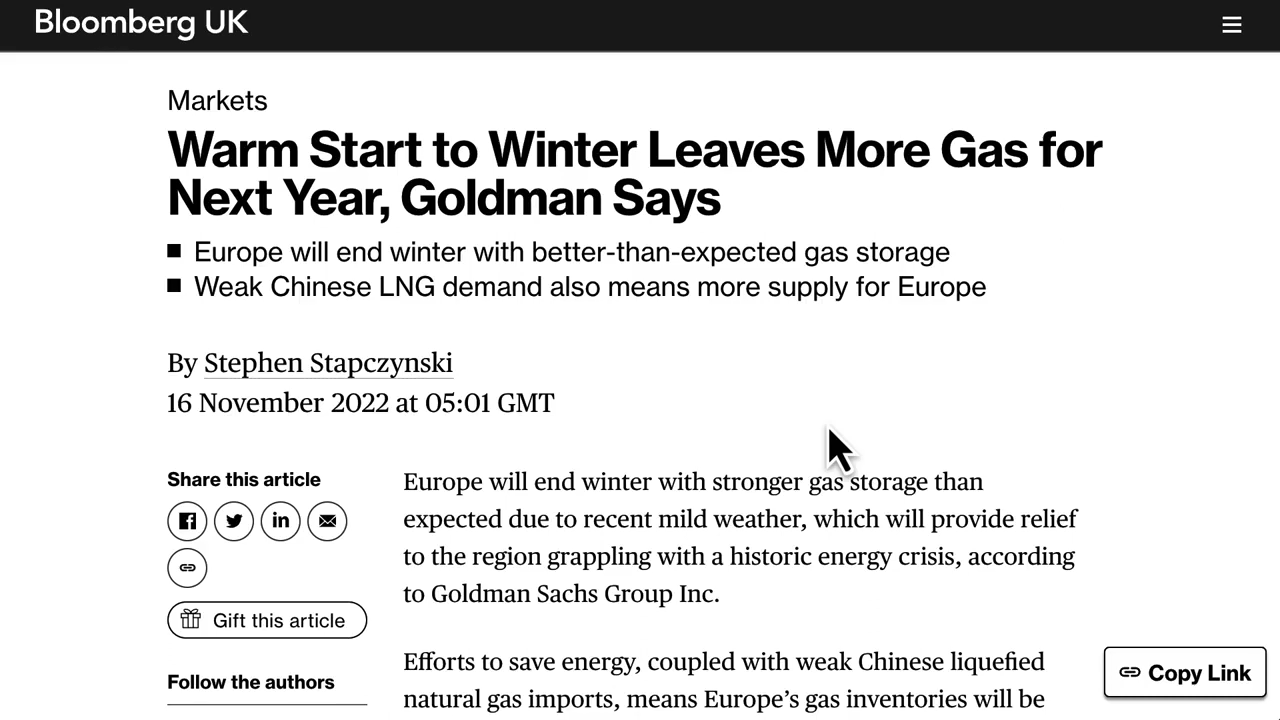 Bloomberg UK
Markets
Warm Start to Winter Leaves More Gas for
Next Year, Goldman Says
Europe will end winter with better-than-expected gas storage
Weak Chinese LNG demand also means more supply for Europe
By Stephen Stapczynski
16 November 2022 at 05:01 GMT
Share this article
Gift this article
Follow the authors
Europe will end winter with stronger gas storage than
expected due to recent mild weather, which will provide relief
to the region grappling with a historic energy crisis, according
to Goldman Sachs Group Inc.
Efforts to save energy, coupled with weak Chinese liquefied
natural gas imports, means Europe’s gas inventories will be
Copy Link